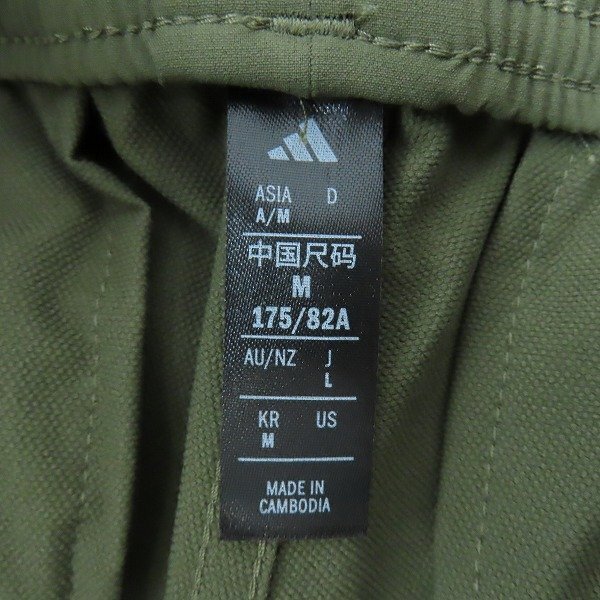 ASIA D
A/M
中国尺码
M
175/82A
AU/NZ J
L
KR US
M
MADE IN
CAMBODIA